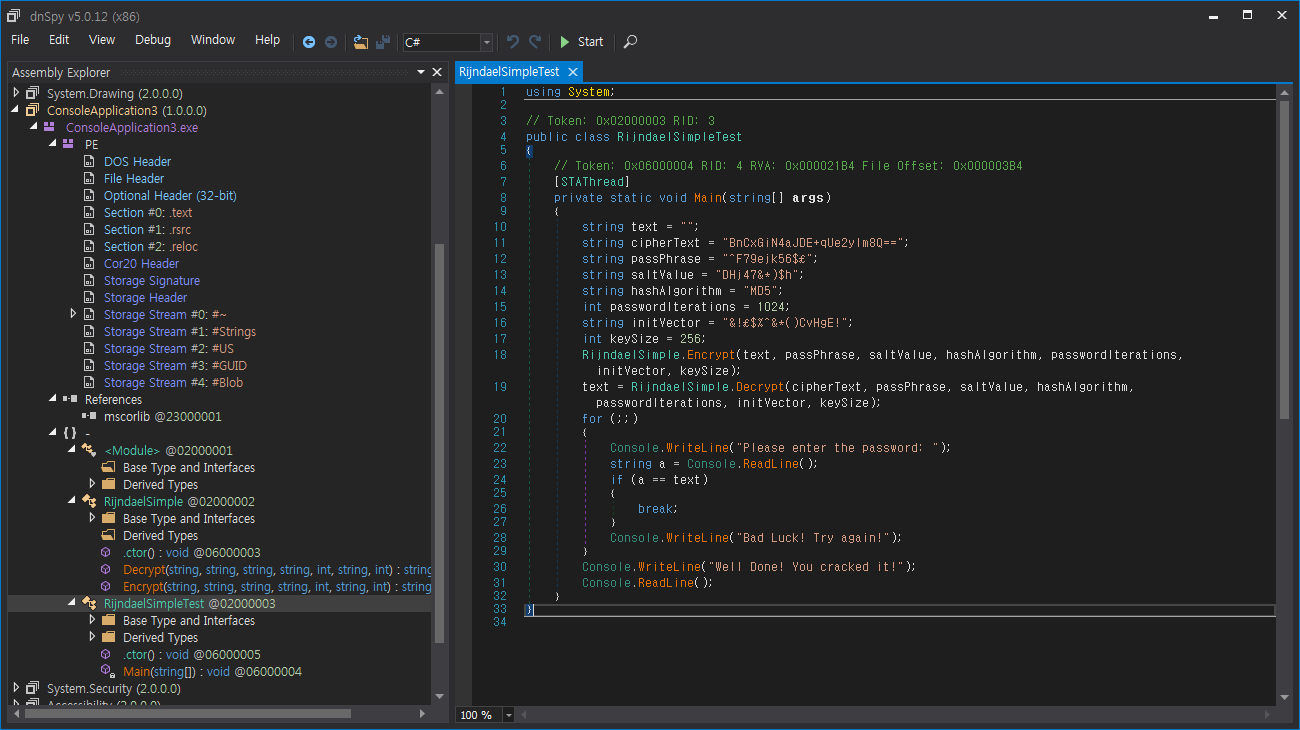 dnSpy v5.0.12 (x86)
File Edit View Debug Window Help C# Start
Assembly Explorer
System.Drawing (2.0.0.0)
ConsoleApplication3 (1.0.0.0)
ConsoleApplication3.exe
PE
DOS Header
File Header
Optional Header (32-bit)
Section #0: .text
Section #1: .rsrc
Section #2: .reloc
Cor20 Header
Storage Signature
Storage Header
Storage Stream #0: #~
Storage Stream #1: #Strings
Storage Stream #2: #US
Storage Stream #3: #GUID
Storage Stream #4: #Blob
References
mscorlib @23000001
{ } -
<Module> @02000001
Base Type and Interfaces
Derived Types
RijndaelSimple @02000002
Base Type and Interfaces
Derived Types
.ctor() : void @06000003
Decrypt(string, string, string, string, int, string, int) : string
Encrypt(string, string, string, string, int, string, int) : string
RijndaelSimpleTest @02000003
Base Type and Interfaces
Derived Types
.ctor() : void @06000005
Main(string[]) : void @06000004
System.Security (2.0.0.0)
Accessibility (2.0.0.0)
RijndaelSimpleTest
1 using System;
2
3 // Token: 0x02000003 RID: 3
4 public class RijndaelSimpleTest
5 {
6 // Token: 0x06000004 RID: 4 RVA: 0x000021B4 File Offset: 0x000003B4
7 [STAThread]
8 private static void Main(string[] args)
9 {
10 string text = "";
11 string cipherText = "BnCxGiN4aJDE+qUe2yIm8Q==";
12 string passPhrase = "^F79ejk56$£";
13 string saltValue = "DHj47&*)$h";
14 string hashAlgorithm = "MD5";
15 int passwordIterations = 1024;
16 string initVector = "&!£$%^&*()CvHgE!";
17 int keySize = 256;
18 RijndaelSimple.Encrypt(text, passPhrase, saltValue, hashAlgorithm, passwordIterations,
initVector, keySize);
19 text = RijndaelSimple.Decrypt(cipherText, passPhrase, saltValue, hashAlgorithm,
passwordIterations, initVector, keySize);
20 for (;;)
21 {
22 Console.WriteLine("Please enter the password: ");
23 string a = Console.ReadLine();
24 if (a == text)
25 {
26 break;
27 }
28 Console.WriteLine("Bad Luck! Try again!");
29 }
30 Console.WriteLine("Well Done! You cracked it!");
31 Console.ReadLine();
32 }
33 }
34
100 %